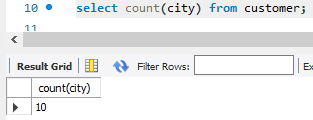 10 select count(city) from customer;
11
Result Grid Filter Rows: Ex
count(city)
10